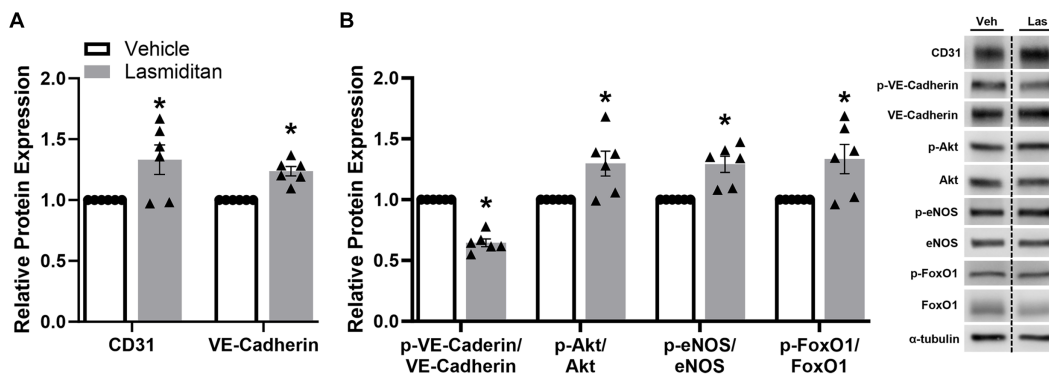 A
B
Vehicle
Lasmiditan
Relative Protein Expression
2.0
1.5
1.0
0.5
0.0
*
*
CD31
VE-Cadherin
Relative Protein Expression
2.0
1.5
1.0
0.5
0.0
*
*
*
*
p-VE-Caderin/
VE-Cadherin
p-Akt/
Akt
p-eNOS/
eNOS
p-FoxO1/
FoxO1
Veh
Las
CD31
p-VE-Cadherin
VE-Cadherin
p-Akt
Akt
p-eNOS
eNOS
p-FoxO1
FoxO1
α-tubulin